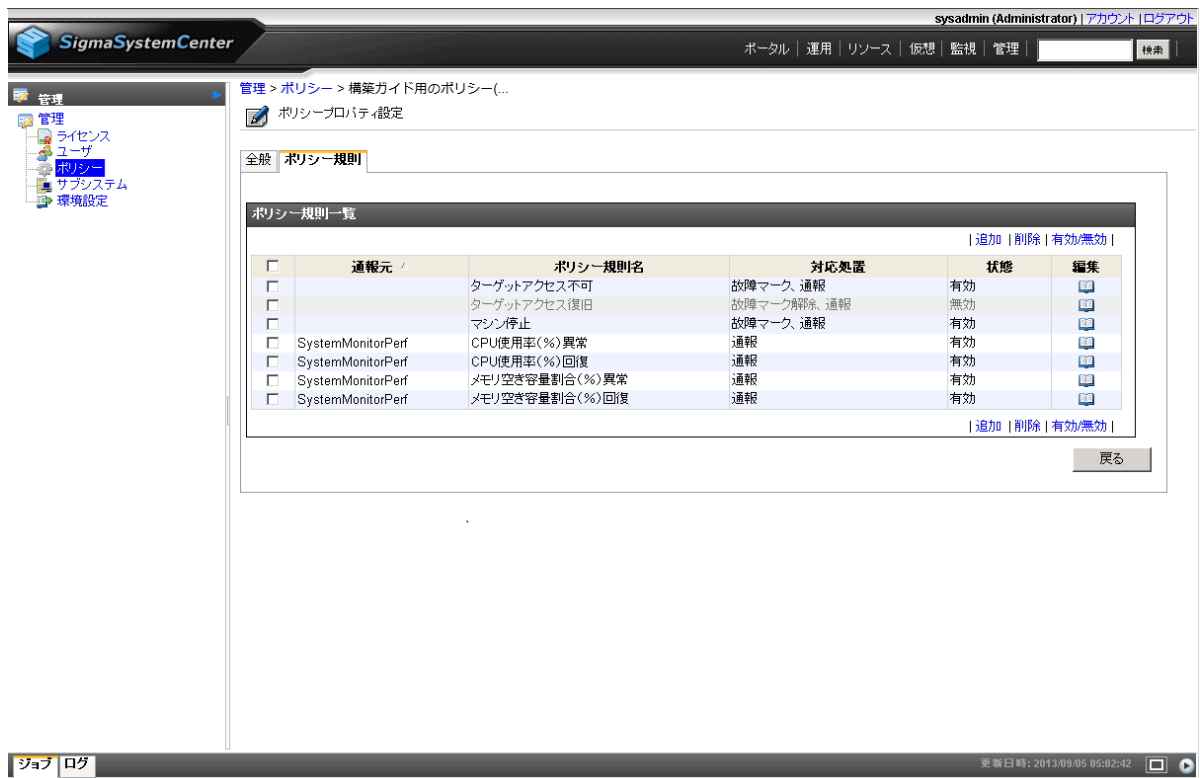 sysadmin (Administrator) | アカウント | ログアウト
SigmaSystemCenter
ポータル | 運用 | リソース | 仮想 | 監視 | 管理 | 検索 |
管理
管理
ライセンス
ユーザ
ポリシー
サブシステム
環境設定
管理 > ポリシー > 構築ガイド用のポリシー(...
ポリシープロパティ設定
全般 ポリシー規則
ポリシー規則一覧
| 追加 | 削除 | 有効/無効 |
通報元 ポリシー規則名 対応処置 状態 編集
ターゲットアクセス不可 故障マーク、通報 有効
ターゲットアクセス復旧 故障マーク解除、通報 無効
マシン停止 故障マーク、通報 有効
SystemMonitorPerf CPU使用率(%)異常 通報 有効
SystemMonitorPerf CPU使用率(%)回復 通報 有効
SystemMonitorPerf メモリ空き容量割合(%)異常 通報 有効
SystemMonitorPerf メモリ空き容量割合(%)回復 通報 有効
| 追加 | 削除 | 有効/無効 |
戻る
ジョブ ログ
更新日時: 2013/09/05 05:02:42